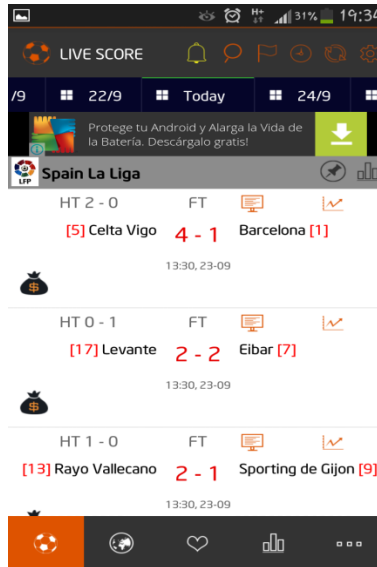 H+ 31% 19:34
LIVE SCORE
/9 22/9 Today 24/9
Protege tu Android y Alarga la Vida de
la Batería. Descárgalo gratis!
LFP Spain La Liga
HT 2 - 0 FT
[5] Celta Vigo 4 - 1 Barcelona [1]
13:30, 23-09
$
HT 0 - 1 FT
[17] Levante 2 - 2 Eibar [7]
13:30, 23-09
$
HT 1 - 0 FT
[13] Rayo Vallecano 2 - 1 Sporting de Gijon [9]
13:30, 23-09